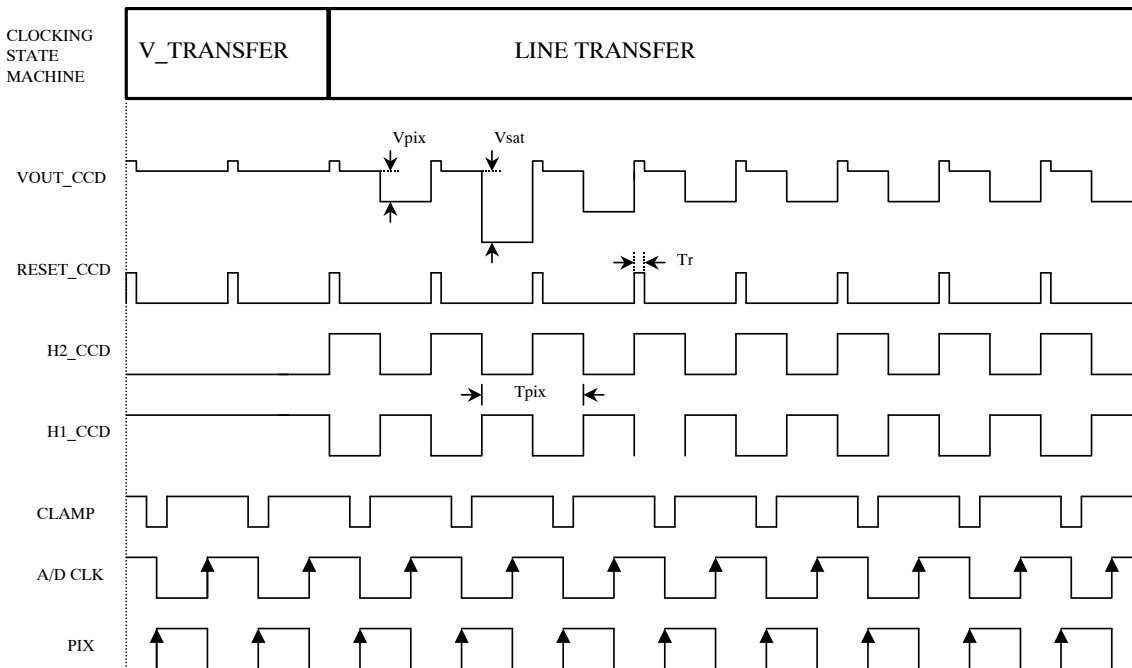 CLOCKING
STATE
MACHINE
V_TRANSFER
LINE TRANSFER
Vpix
Vsat
VOUT_CCD
RESET_CCD
Tr
H2_CCD
Tpix
H1_CCD
CLAMP
A/D CLK
PIX